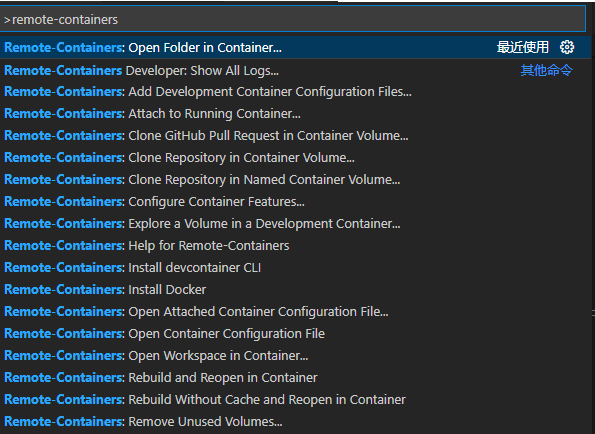 >remote-containers
Remote-Containers: Open Folder in Container... 最近使用
Remote-Containers Developer: Show All Logs... 其他命令
Remote-Containers: Add Development Container Configuration Files...
Remote-Containers: Attach to Running Container...
Remote-Containers: Clone GitHub Pull Request in Container Volume...
Remote-Containers: Clone Repository in Container Volume...
Remote-Containers: Clone Repository in Named Container Volume...
Remote-Containers: Configure Container Features...
Remote-Containers: Explore a Volume in a Development Container...
Remote-Containers: Help for Remote-Containers
Remote-Containers: Install devcontainer CLI
Remote-Containers: Install Docker
Remote-Containers: Open Attached Container Configuration File...
Remote-Containers: Open Container Configuration File
Remote-Containers: Open Workspace in Container...
Remote-Containers: Rebuild and Reopen in Container
Remote-Containers: Rebuild Without Cache and Reopen in Container
Remote-Containers: Remove Unused Volumes...